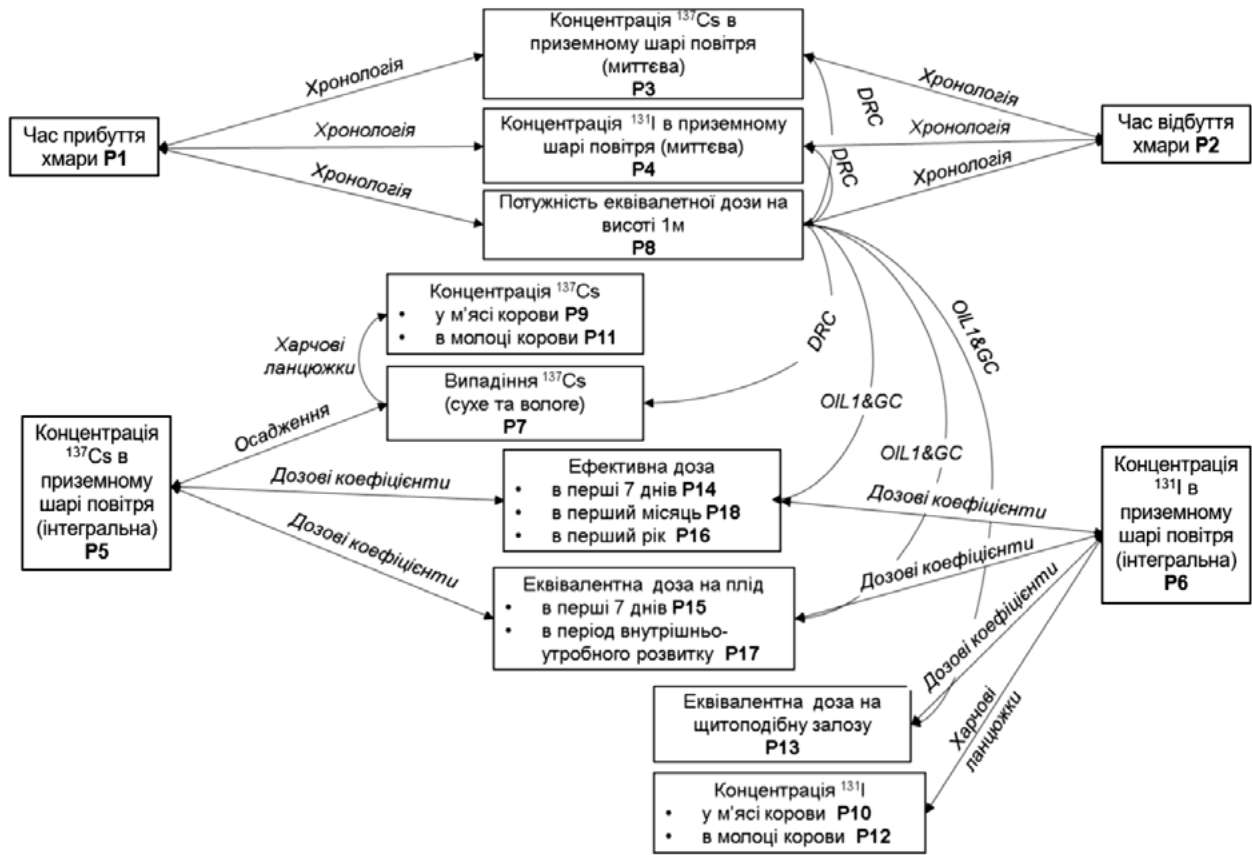 Концентрація ¹³⁷Cs в
приземному шарі повітря
(миттєва)
P3
Хронологія
Хронологія
DRC
Час прибуття
хмари P1
Хронологія
Концентрація ¹³¹I в приземному
шарі повітря (миттєва)
P4
Хронологія
Час відбуття
хмари P2
DRC
Хронологія
Хронологія
Потужність еквівалетної дози на
висоті 1м
P8
Концентрація ¹³⁷Cs
• у м’ясі корови P9
• в молоці корови P11
OIL1&GC
DRC
Харчові
ланцюжки
Випадіння ¹³⁷Cs
(сухе та вологе)
P7
OIL1&GC
Осадження
OIL1&GC
Концентрація
¹³⁷Cs в
приземному
шарі повітря
(інтегральна)
P5
Дозові коефіцієнти
Ефективна доза
• в перші 7 днів P14
• в перший місяць P18
• в перший рік P16
Дозові коефіцієнти
Концентрація
¹³¹I в
приземному
шарі повітря
(інтегральна)
P6
Дозові коефіцієнти
Дозові коефіцієнти
Еквівалентна доза на плід
• в перші 7 днів P15
• в період внутрішньо-
утробного розвитку P17
Дозові коефіцієнти
Еквівалентна доза на
щитоподібну залозу
P13
Харчові
ланцюжки
Концентрація ¹³¹I
• у м’ясі корови P10
• в молоці корови P12